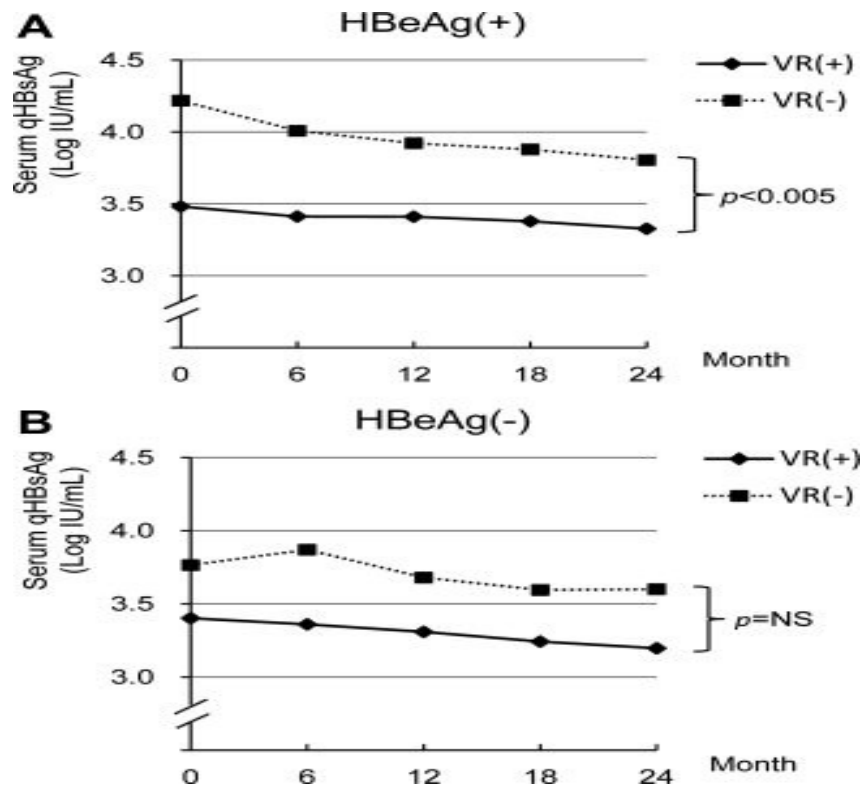 A
HBeAg(+)
Serum qHBsAg
(Log IU/mL)
4.5
4.0
3.5
3.0
VR(+)
VR(-)
p<0.005
0 6 12 18 24 Month
B
HBeAg(-)
Serum qHBsAg
(Log IU/mL)
4.5
4.0
3.5
3.0
VR(+)
VR(-)
p=NS
0 6 12 18 24 Month